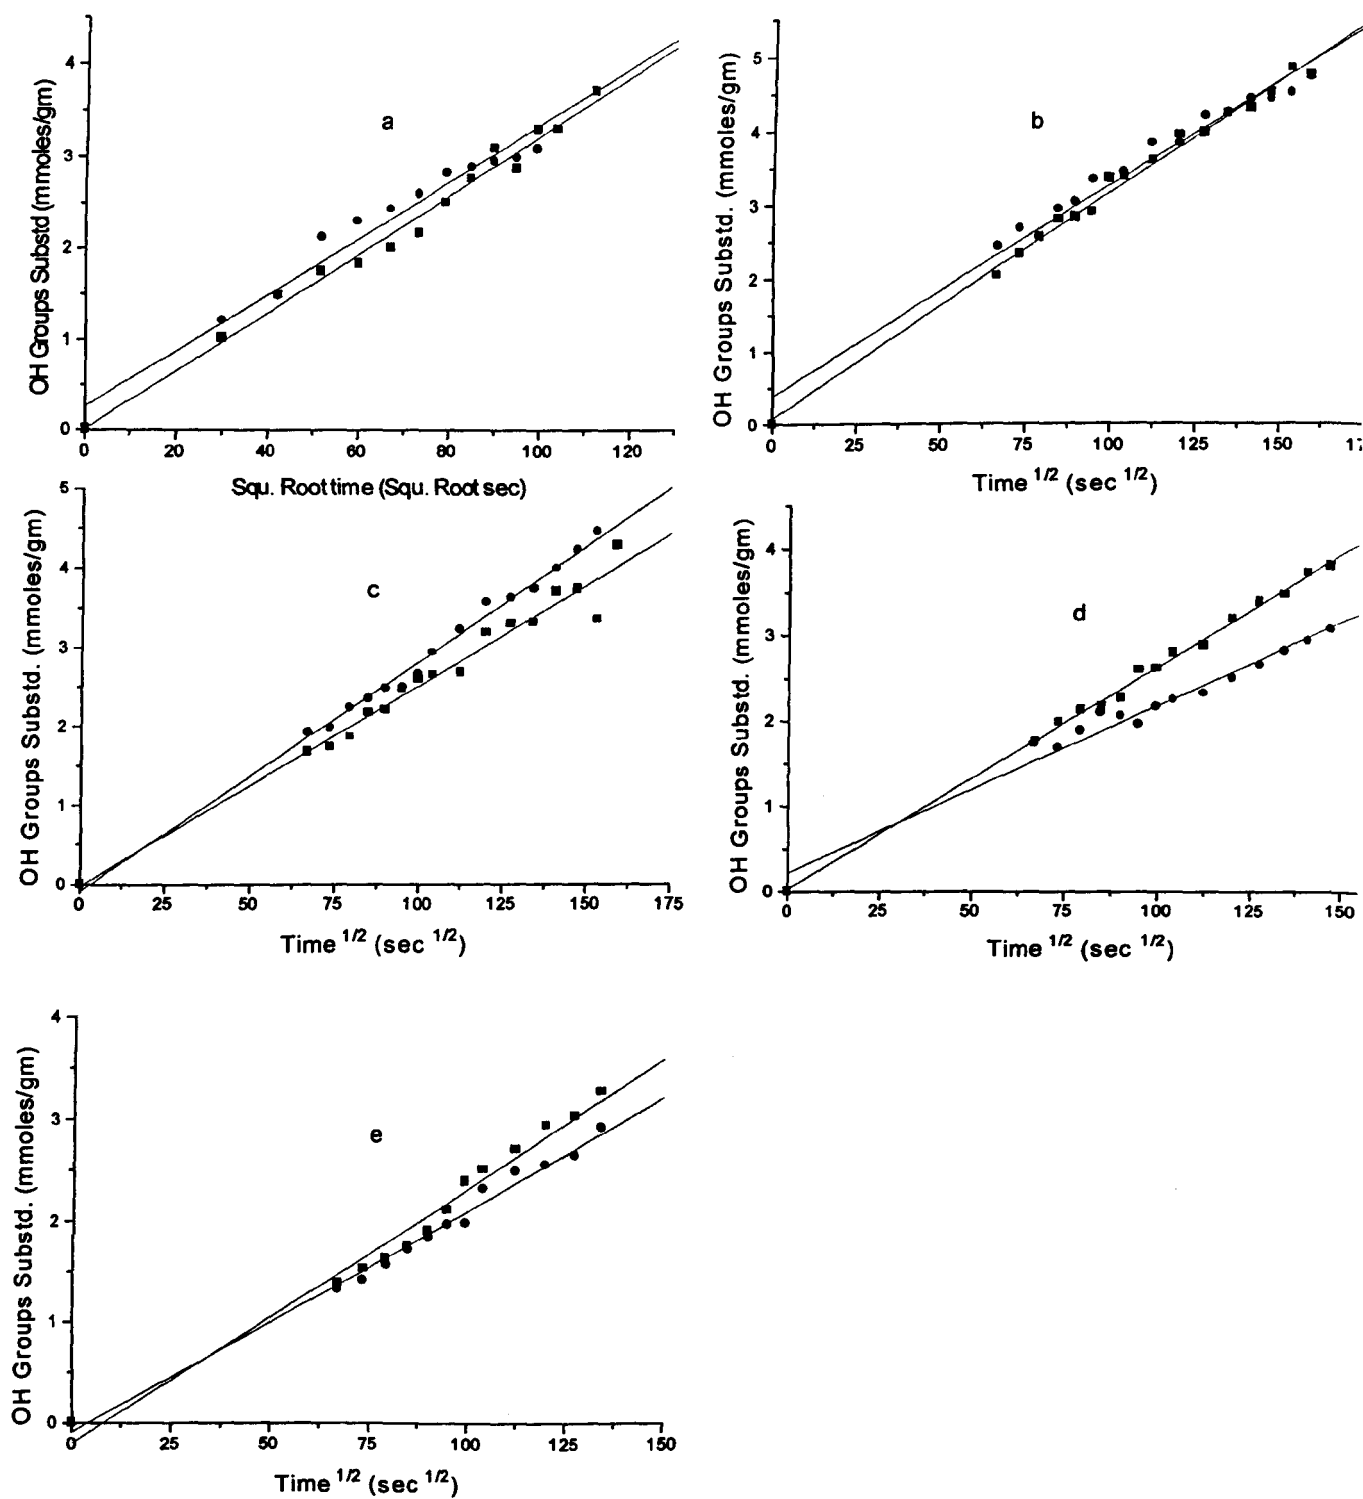 a
OH Groups Substd (mmoles/gm)
4
3
2
1
0
0 20 40 60 80 100 120
Squ. Root time (Squ. Root sec)
b
OH Groups Substd. (mmoles/gm)
5
4
3
2
1
0
0 25 50 75 100 125 150
Time 1/2 (sec 1/2)
c
OH Groups Substd. (mmoles/gm)
5
4
3
2
1
0
0 25 50 75 100 125 150 175
Time 1/2 (sec 1/2)
d
OH Groups Substd. (mmoles/gm)
4
3
2
1
0
0 25 50 75 100 125 150
Time 1/2 (sec 1/2)
e
OH Groups Substd. (mmoles/gm)
4
3
2
1
0
0 25 50 75 100 125 150
Time 1/2 (sec 1/2)